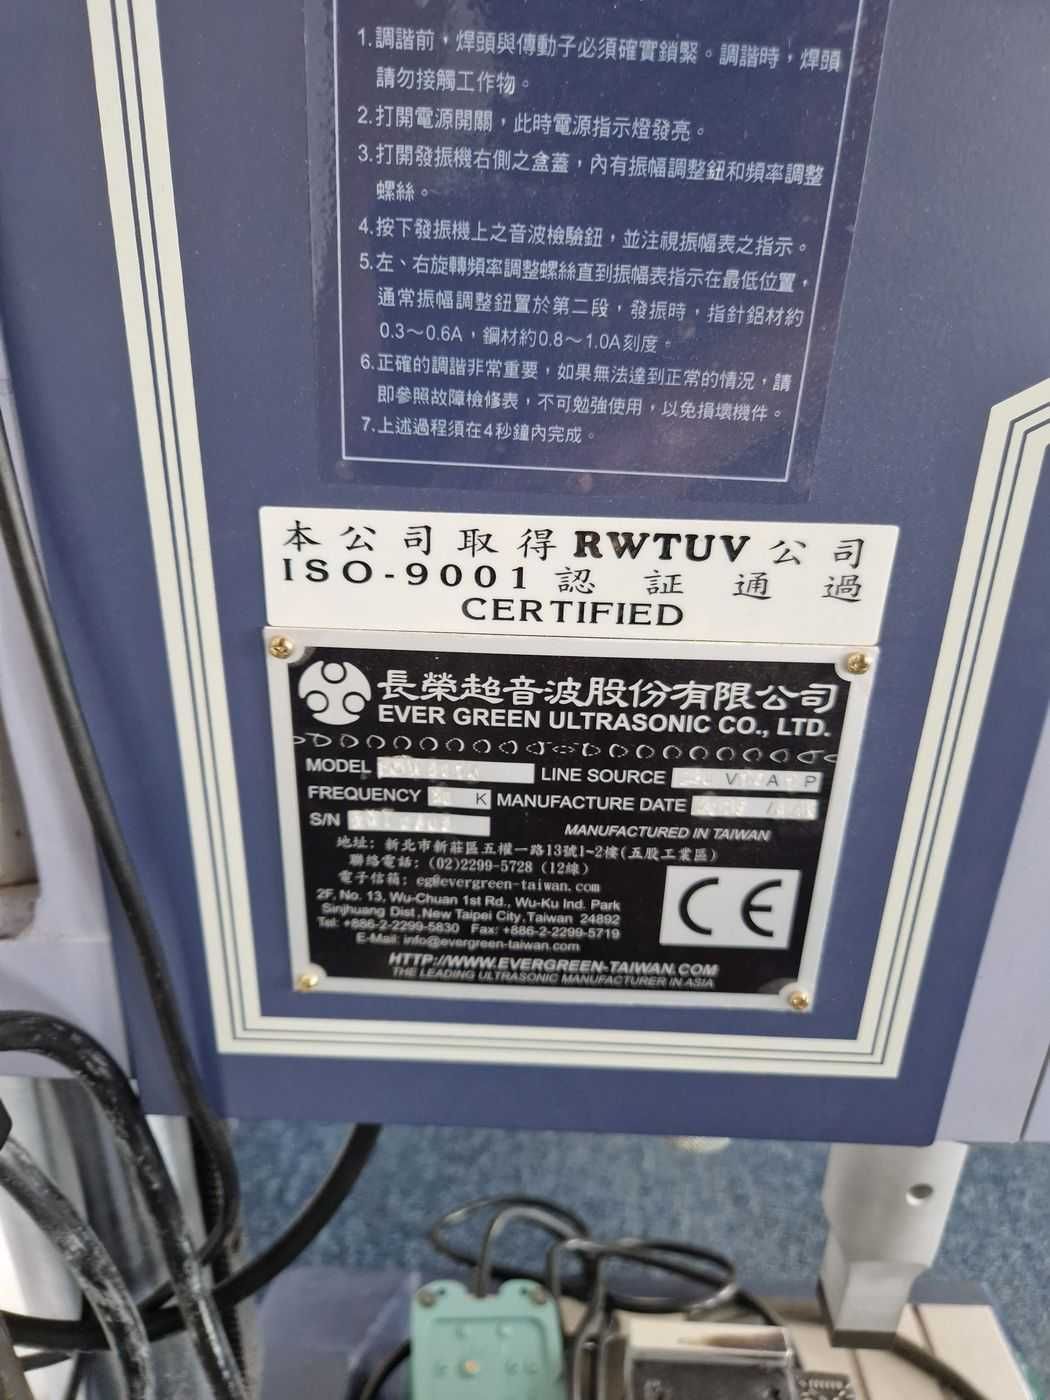 1.調諧前，焊頭與傳動子必須確實鎖緊。調諧時，焊頭
請勿接觸工作物。
2.打開電源開關，此時電源指示燈發亮。
3.打開發振機右側之盒蓋，內有振幅調整鈕和頻率調整
螺絲。
4.按下發振機上之音波檢驗鈕，並注視振幅表之指示。
5.左、右旋轉頻率調整螺絲直到振幅表指示在最低位置，
通常振幅調整鈕置於第二段，發振時，指針鋁材約
0.3～0.6A，鋼材約0.8～1.0A刻度。
6.正確的調諧非常重要，如果無法達到正常的情況，請
即參照故障檢修表，不可勉強使用，以免損壞機件。
7.上述過程須在4秒鐘內完成。
本公司取得RWTUV公司
ISO-9001認証通過
CERTIFIED
長榮超音波股份有限公司
EVER GREEN ULTRASONIC CO., LTD.
MODEL LINE SOURCE V A P
FREQUENCY K MANUFACTURE DATE
S/N MANUFACTURED IN TAIWAN
地址: 新北市新莊區五權一路13號1~2樓(五股工業區)
聯絡電話: (02)2299-5728 (12線)
電子信箱: eg@evergreen-taiwan.com
2F, No. 13, Wu-Chuan 1st Rd., Wu-Ku Ind. Park
Sinjhuang Dist.,New Taipei City,Taiwan 24892
Tel: +886-2-2299-5830 Fax: +886-2-2299-5719
E-Mail: info@evergreen-taiwan.com
CE
HTTP://WWW.EVERGREEN-TAIWAN.COM
THE LEADING ULTRASONIC MANUFACTURER IN ASIA